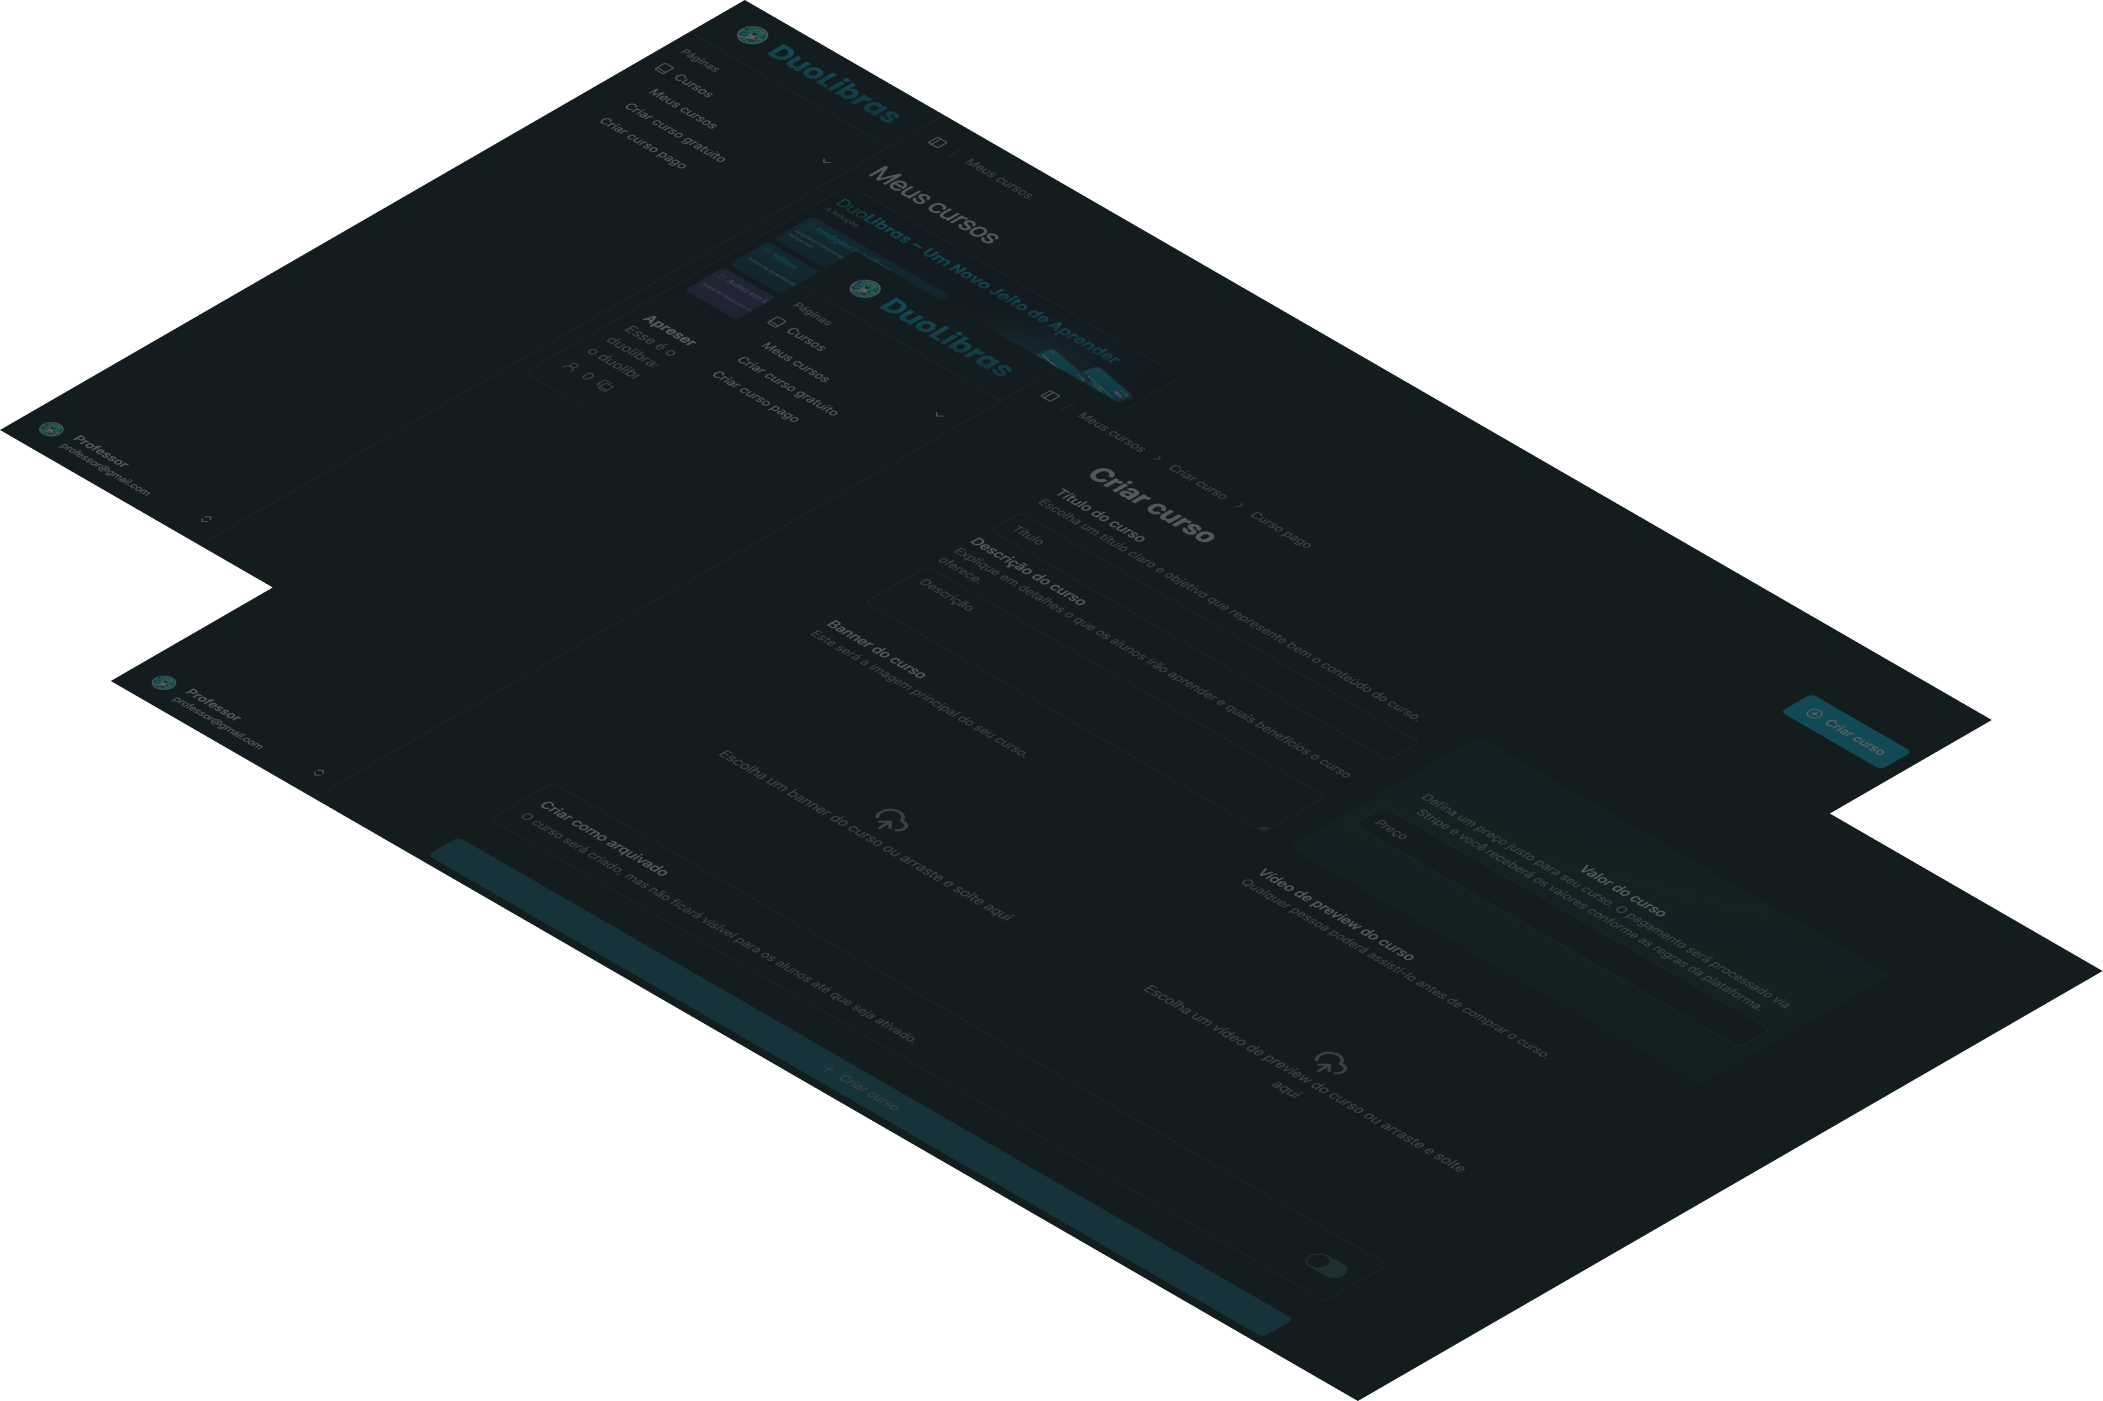 DuoLibras
Páginas
Cursos
Meus cursos
Criar curso gratuito
Criar curso pago
Professor
professor@gmail.com
Meus cursos
Meus cursos
Criar curso
DuoLibras – Um Novo Jeito de Aprender
A Solução
Trilhas
Aulas em
Apreser
Esse é o
duolibra:
o duolibr
0
DuoLibras
Páginas
Cursos
Meus cursos
Criar curso gratuito
Criar curso pago
Professor
professor@gmail.com
Meus cursos > Criar curso > Curso pago
Criar curso
Título do curso
Escolha um título claro e objetivo que represente bem o conteúdo do curso.
Título
Descrição do curso
Explique em detalhes o que os alunos irão aprender e quais benefícios o curso
oferece.
Descrição
Valor do curso
Defina um preço justo para seu curso. O pagamento será processado via
Stripe e você receberá os valores conforme as regras da plataforma.
Preço
Banner do curso
Este será a imagem principal do seu curso.
Escolha um banner do curso ou arraste e solte aqui
Vídeo de preview do curso
Qualquer pessoa poderá assisti-lo antes de comprar o curso.
Escolha um vídeo de preview do curso ou arraste e solte
aqui
Criar como arquivado
O curso será criado, mas não ficará visível para os alunos até que seja ativado.
+ Criar curso